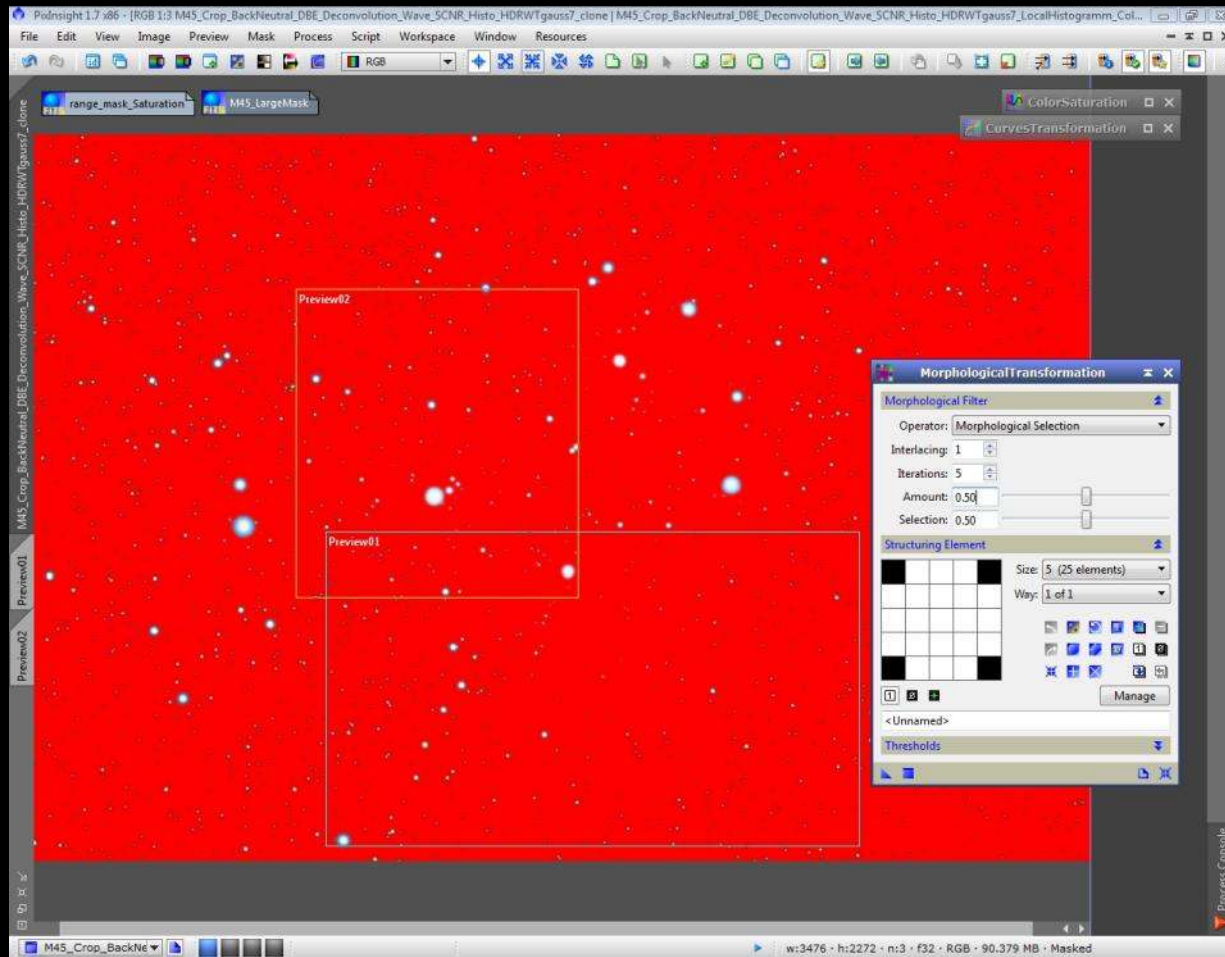 PixInsight 1.7 x86 - [RGB 1:3 M45_Crop_BackNeutral_DBE_Deconvolution_Wave_SCNR_Histo_HDRWTgauss7_clone | M45_Crop_BackNeutral_DBE_Deconvolution_Wave_SCNR_Histo_HDRWTgauss7_LocalHistogramm_Col...
File Edit View Image Preview Mask Process Script Workspace Window Resources
RGB
range_mask_Saturation
M45_LargeMask
ColorSaturation
CurvesTransformation
M45_Crop_BackNeutral_DBE_Deconvolution_Wave_SCNR_Histo_HDRWTgauss7_clone
Preview01
Preview02
Preview02
Preview01
MorphologicalTransformation
Morphological Filter
Operator: Morphological Selection
Interlacing: 1
Iterations: 5
Amount: 0.50
Selection: 0.50
Structuring Element
Size: 5 (25 elements)
Way: 1 of 1
Manage
<Unnamed>
Thresholds
Process Console
M45_Crop_BackNe
w:3476 · h:2272 · n:3 · f32 · RGB · 90.379 MB · Masked